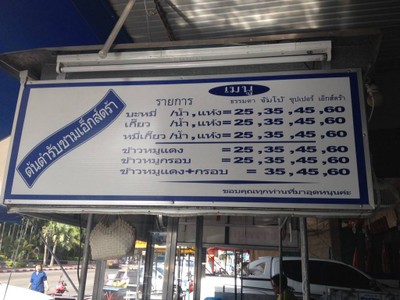 ต้นตำรับชามเอ็กส์ตร้า
เมนู
รายการ ธรรมดา จัมโบ้ ซุปเปอร์ เอ็กส์ตร้า
บะหมี่ /น้ำ,แห้ง=25,35,45,60
เกี๊ยว /น้ำ,แห้ง=25,35,45,60
หมี่เกี๊ยว/น้ำ,แห้ง=25,35,45,60
ข้าวหมูแดง =25,35,45,60
ข้าวหมูกรอบ =25,35,45,60
ข้าวหมูแดง+กรอบ = 35,45,60
ขอบคุณทุกท่านที่มาอุดหนุนค่ะ